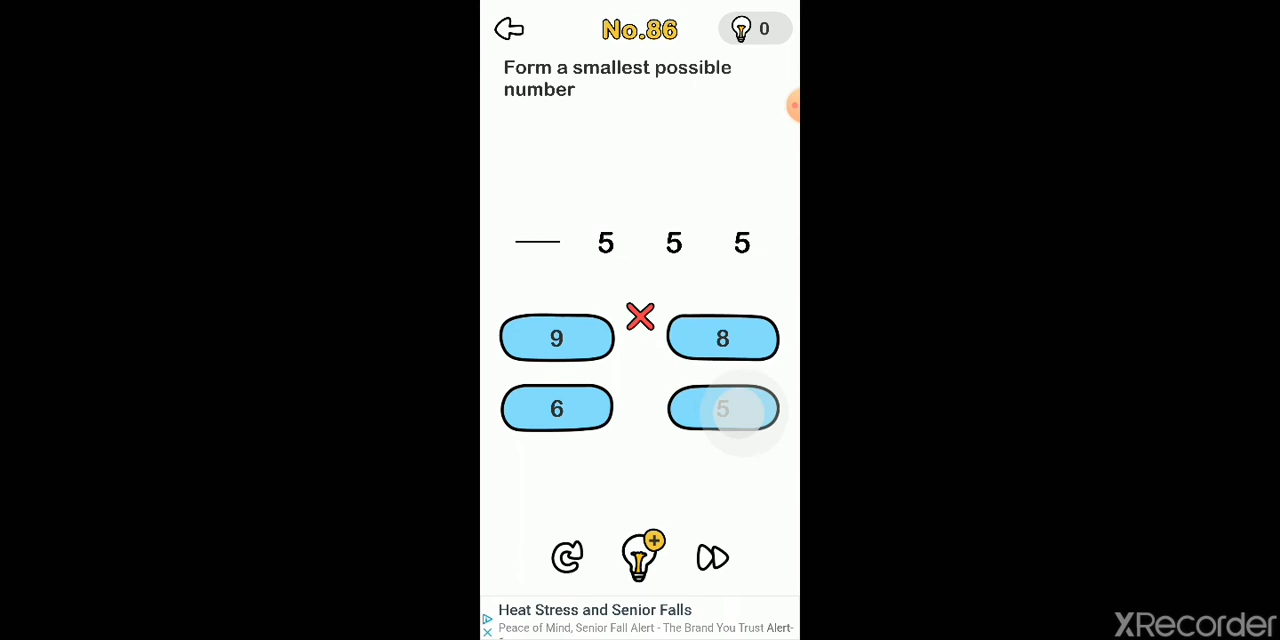 No.86
0
Form a smallest possible
number
5 5 5
9
8
6
5
Heat Stress and Senior Falls
Peace of Mind, Senior Fall Alert - The Brand You Trust Alert-
XRecorder